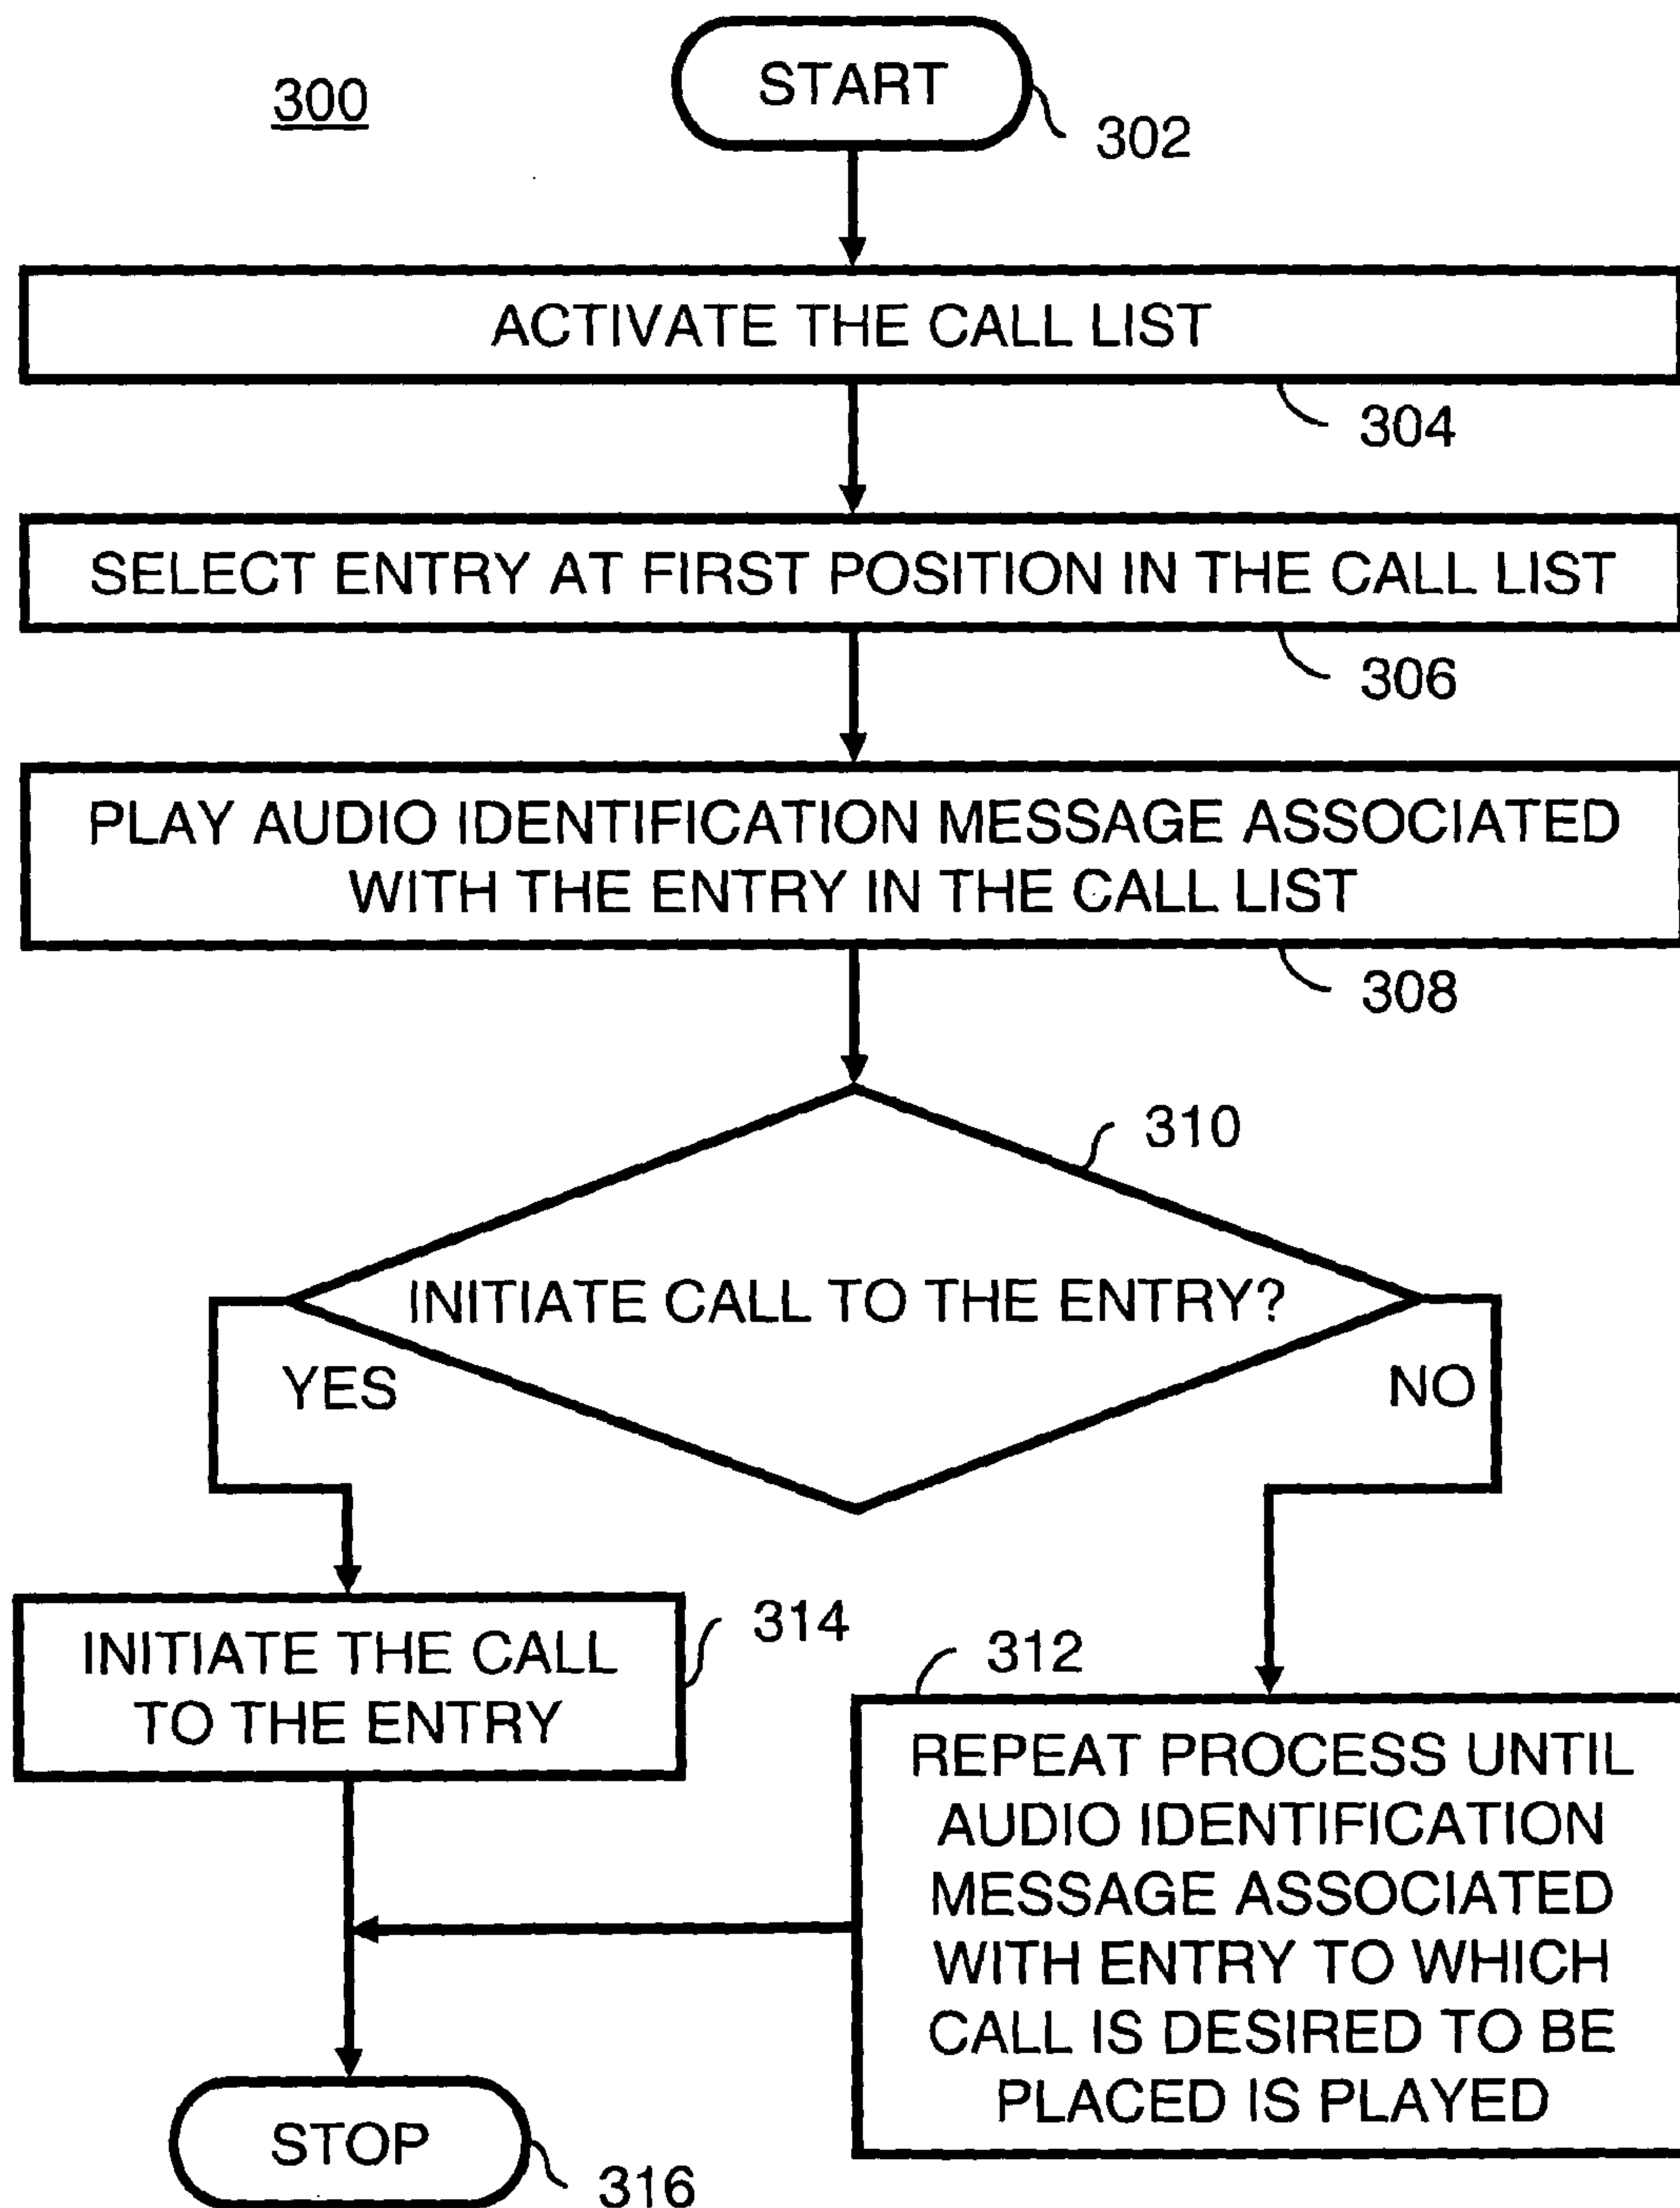 300
START
302
ACTIVATE THE CALL LIST
304
SELECT ENTRY AT FIRST POSITION IN THE CALL LIST
306
PLAY AUDIO IDENTIFICATION MESSAGE ASSOCIATED
WITH THE ENTRY IN THE CALL LIST
308
310
INITIATE CALL TO THE ENTRY?
YES
NO
INITIATE THE CALL
TO THE ENTRY
314
312
REPEAT PROCESS UNTIL
AUDIO IDENTIFICATION
MESSAGE ASSOCIATED
WITH ENTRY TO WHICH
CALL IS DESIRED TO BE
PLACED IS PLAYED
STOP
316